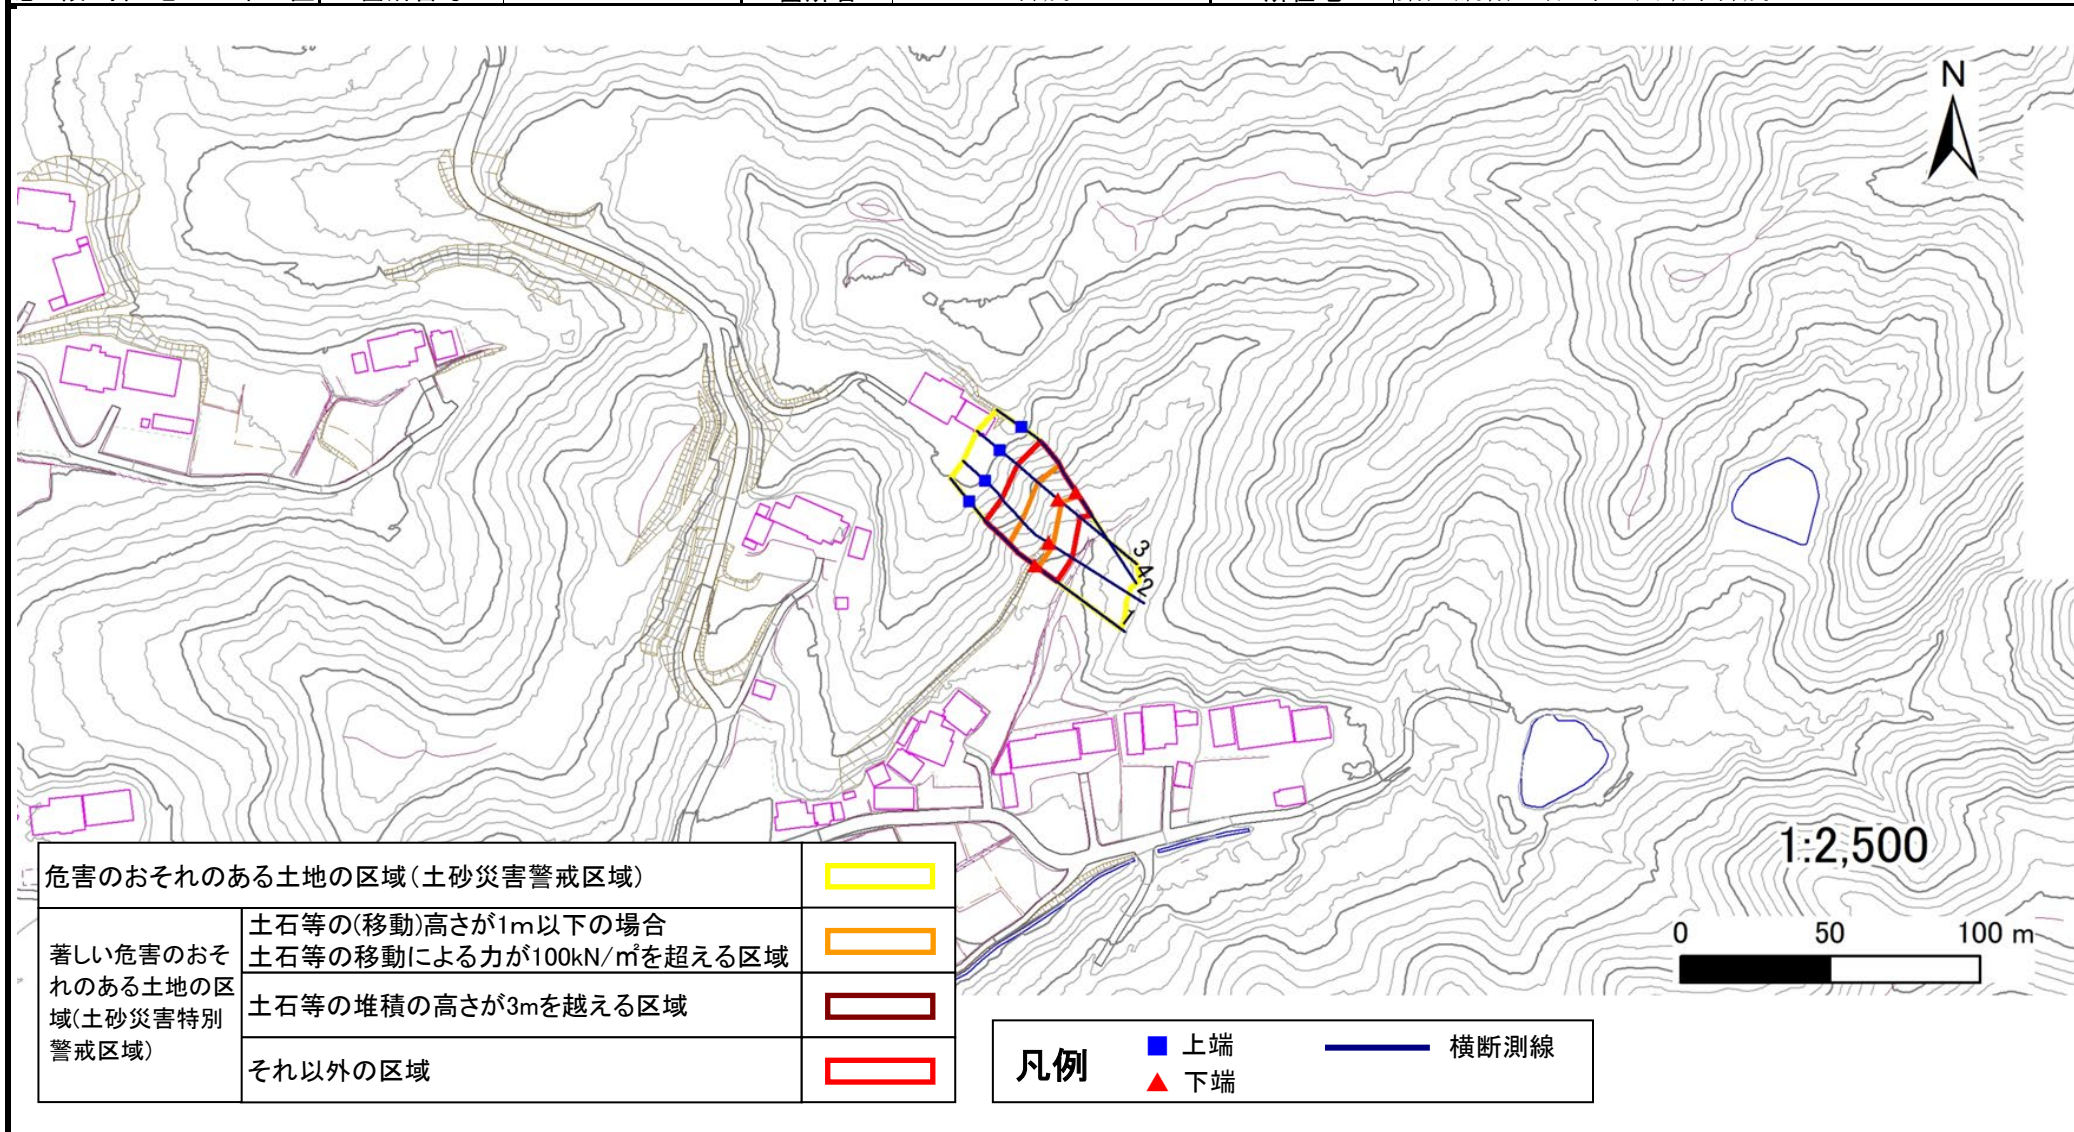 N
3
4
2
1
1:2,500
0 50 100 m
危害のおそれのある土地の区域(土砂災害警戒区域)
著しい危害のおそ
れのある土地の区
域(土砂災害特別
警戒区域)
土石等の(移動)高さが1m以下の場合
土石等の移動による力が100kN/㎡を超える区域
土石等の堆積の高さが3mを越える区域
それ以外の区域
凡例
上端
横断測線
下端